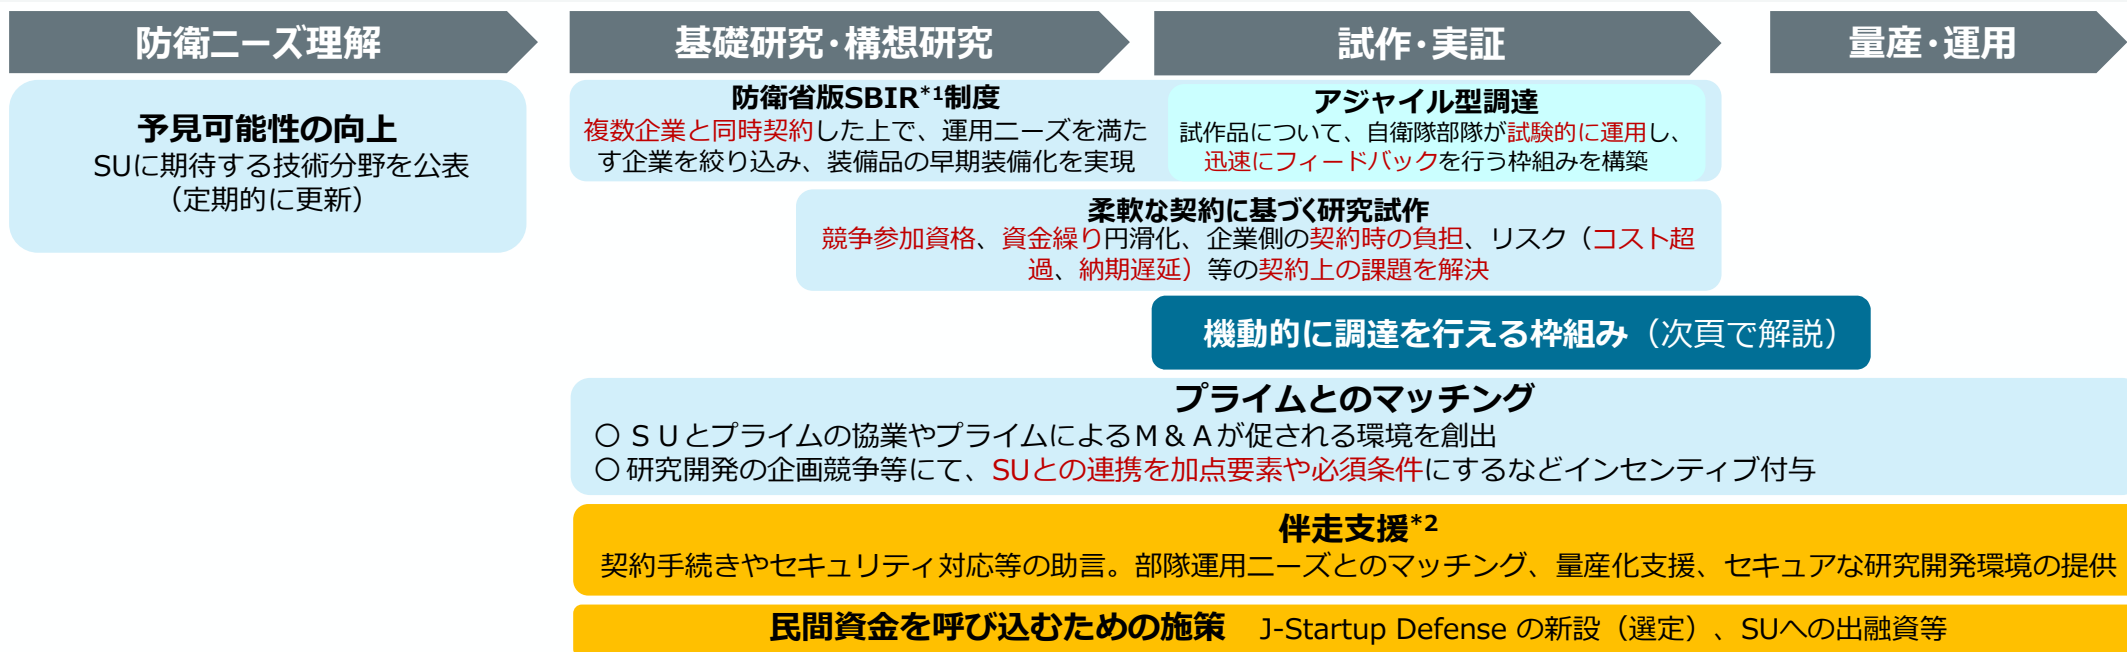 防衛ニーズ理解
基礎研究・構想研究
試作・実証
量産・運用
予見可能性の向上
SUに期待する技術分野を公表
（定期的に更新）
防衛省版SBIR*1制度
複数企業と同時契約した上で、運用ニーズを満た
す企業を絞り込み、装備品の早期装備化を実現
アジャイル型調達
試作品について、自衛隊部隊が試験的に運用し、
迅速にフィードバックを行う枠組みを構築
柔軟な契約に基づく研究試作
競争参加資格、資金繰り円滑化、企業側の契約時の負担、リスク（コスト超
過、納期遅延）等の契約上の課題を解決
機動的に調達を行える枠組み（次頁で解説）
プライムとのマッチング
〇 ＳＵとプライムの協業やプライムによるＭ＆Ａが促される環境を創出
〇 研究開発の企画競争等にて、SUとの連携を加点要素や必須条件にするなどインセンティブ付与
伴走支援*2
契約手続きやセキュリティ対応等の助言。部隊運用ニーズとのマッチング、量産化支援、セキュアな研究開発環境の提供
民間資金を呼び込むための施策　J-Startup Defense の新設（選定）、SUへの出融資等